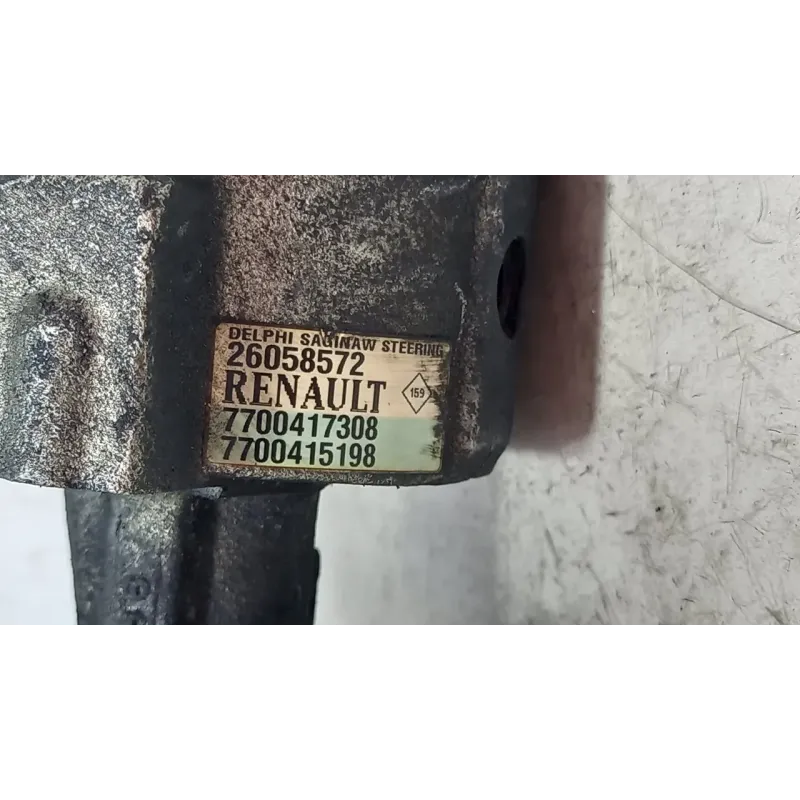 DELPHI SAGINAW STEERING
26058572
RENAULT 159
7700417308
7700415198